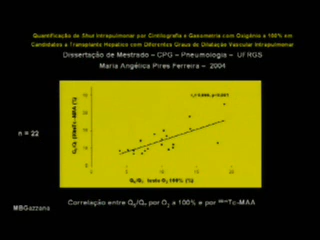 Quantificação de Shut Intrapulmonar por Cintilografia e Gasometria com Oxigênio a 100% em
Candidatos a Transplante Hepático com Diferentes Graus de Dilatação Vascular Intrapulmonar
Dissertação de Mestrado – CPG – Pneumologia – UFRGS
Maria Angélica Pires Ferreira – 2004
n = 22
100% (%)
MBGazzana
Correlação entre QS/QT por O2 a 100% e por 99mTc-MAA